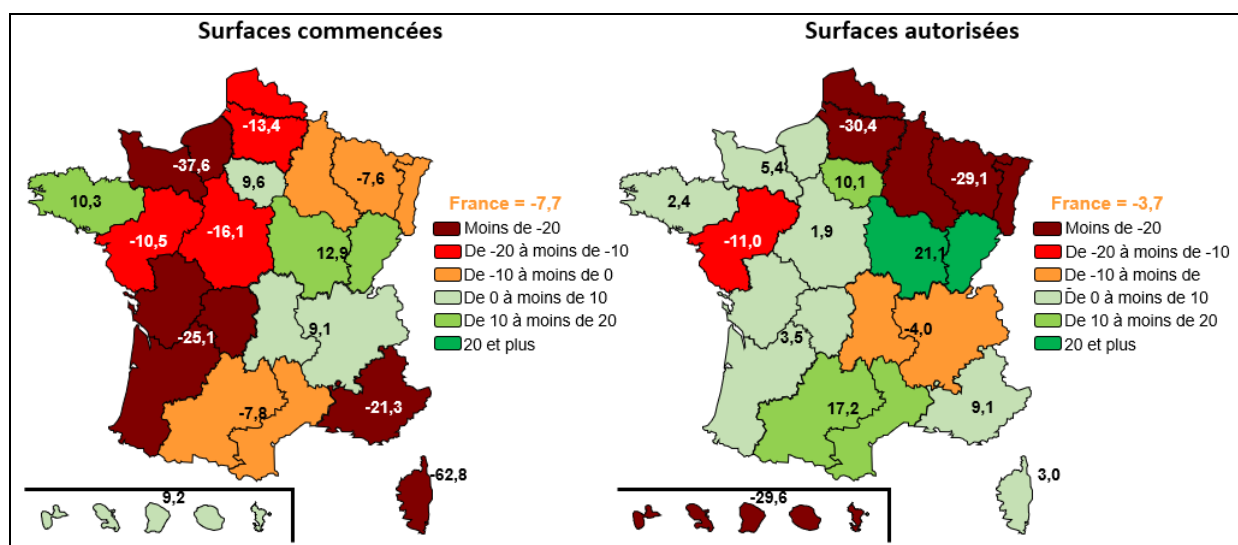 Surfaces commencées
-13,4
-37,6
9,6
-7,6
10,3
-10,5
-16,1
12,9
-25,1
9,1
-7,8
-21,3
-62,8
9,2
France = -7,7
Moins de -20
De -20 à moins de -10
De -10 à moins de 0
De 0 à moins de 10
De 10 à moins de 20
20 et plus
Surfaces autorisées
-30,4
5,4
10,1
-29,1
2,4
-11,0
1,9
21,1
3,5
-4,0
17,2
9,1
3,0
-29,6
France = -3,7
Moins de -20
De -20 à moins de -10
De -10 à moins de
De 0 à moins de 10
De 10 à moins de 20
20 et plus